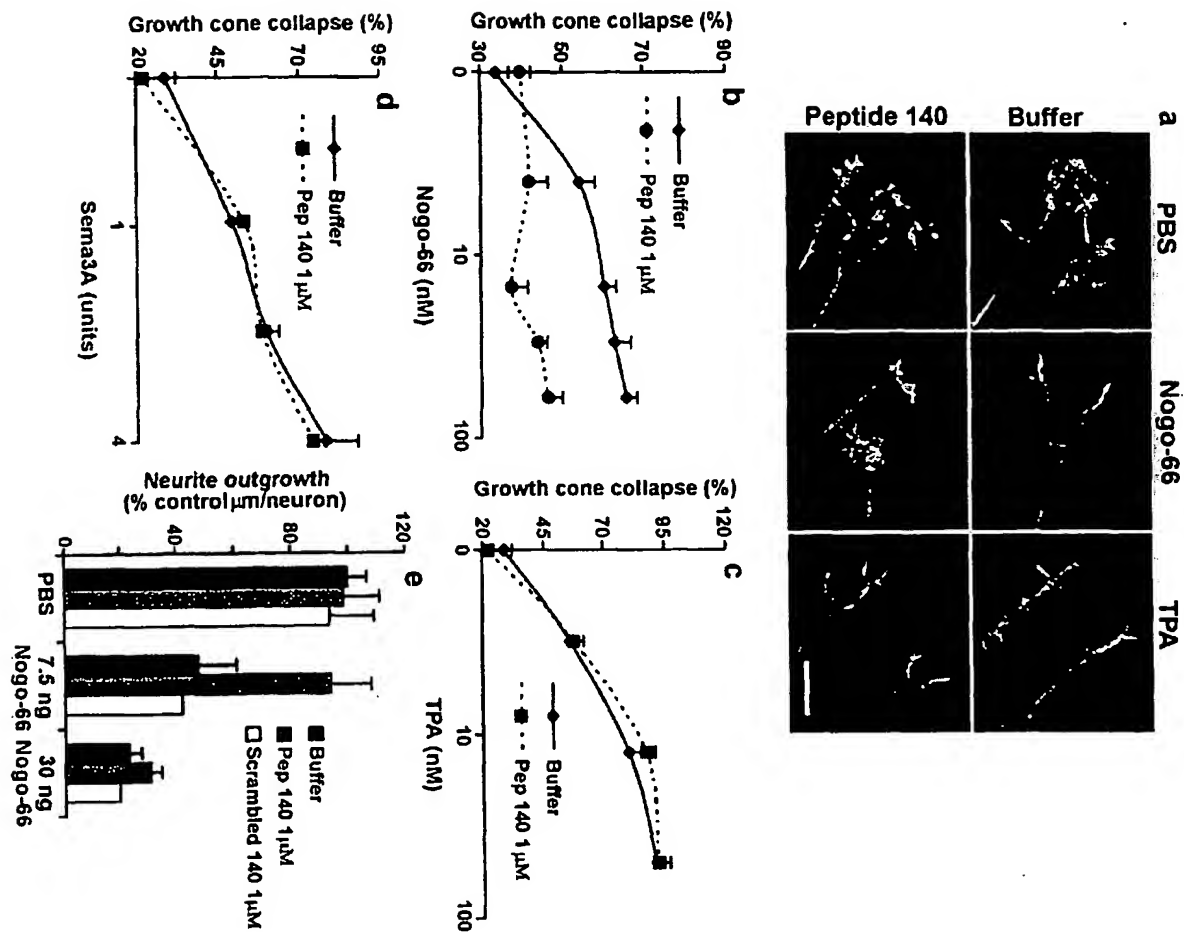 a
PBS
Nogo-66
TPA
Buffer
Peptide 140
b
Growth cone collapse (%)
90
70
50
30
0
10
100
Nogo-66 (nM)
Buffer
Pep 140 1µM
c
Growth cone collapse (%)
120
95
70
45
20
0
10
100
TPA (nM)
Buffer
Pep 140 1µM
d
Growth cone collapse (%)
95
70
45
20
1
4
Sema3A (units)
Buffer
Pep 140 1µM
e
Neurite outgrowth
(% control µm/neuron)
120
80
40
0
PBS
7.5 ng
Nogo-66
30 ng
Nogo-66
Buffer
Pep 140 1µM
Scrambled 140 1µM